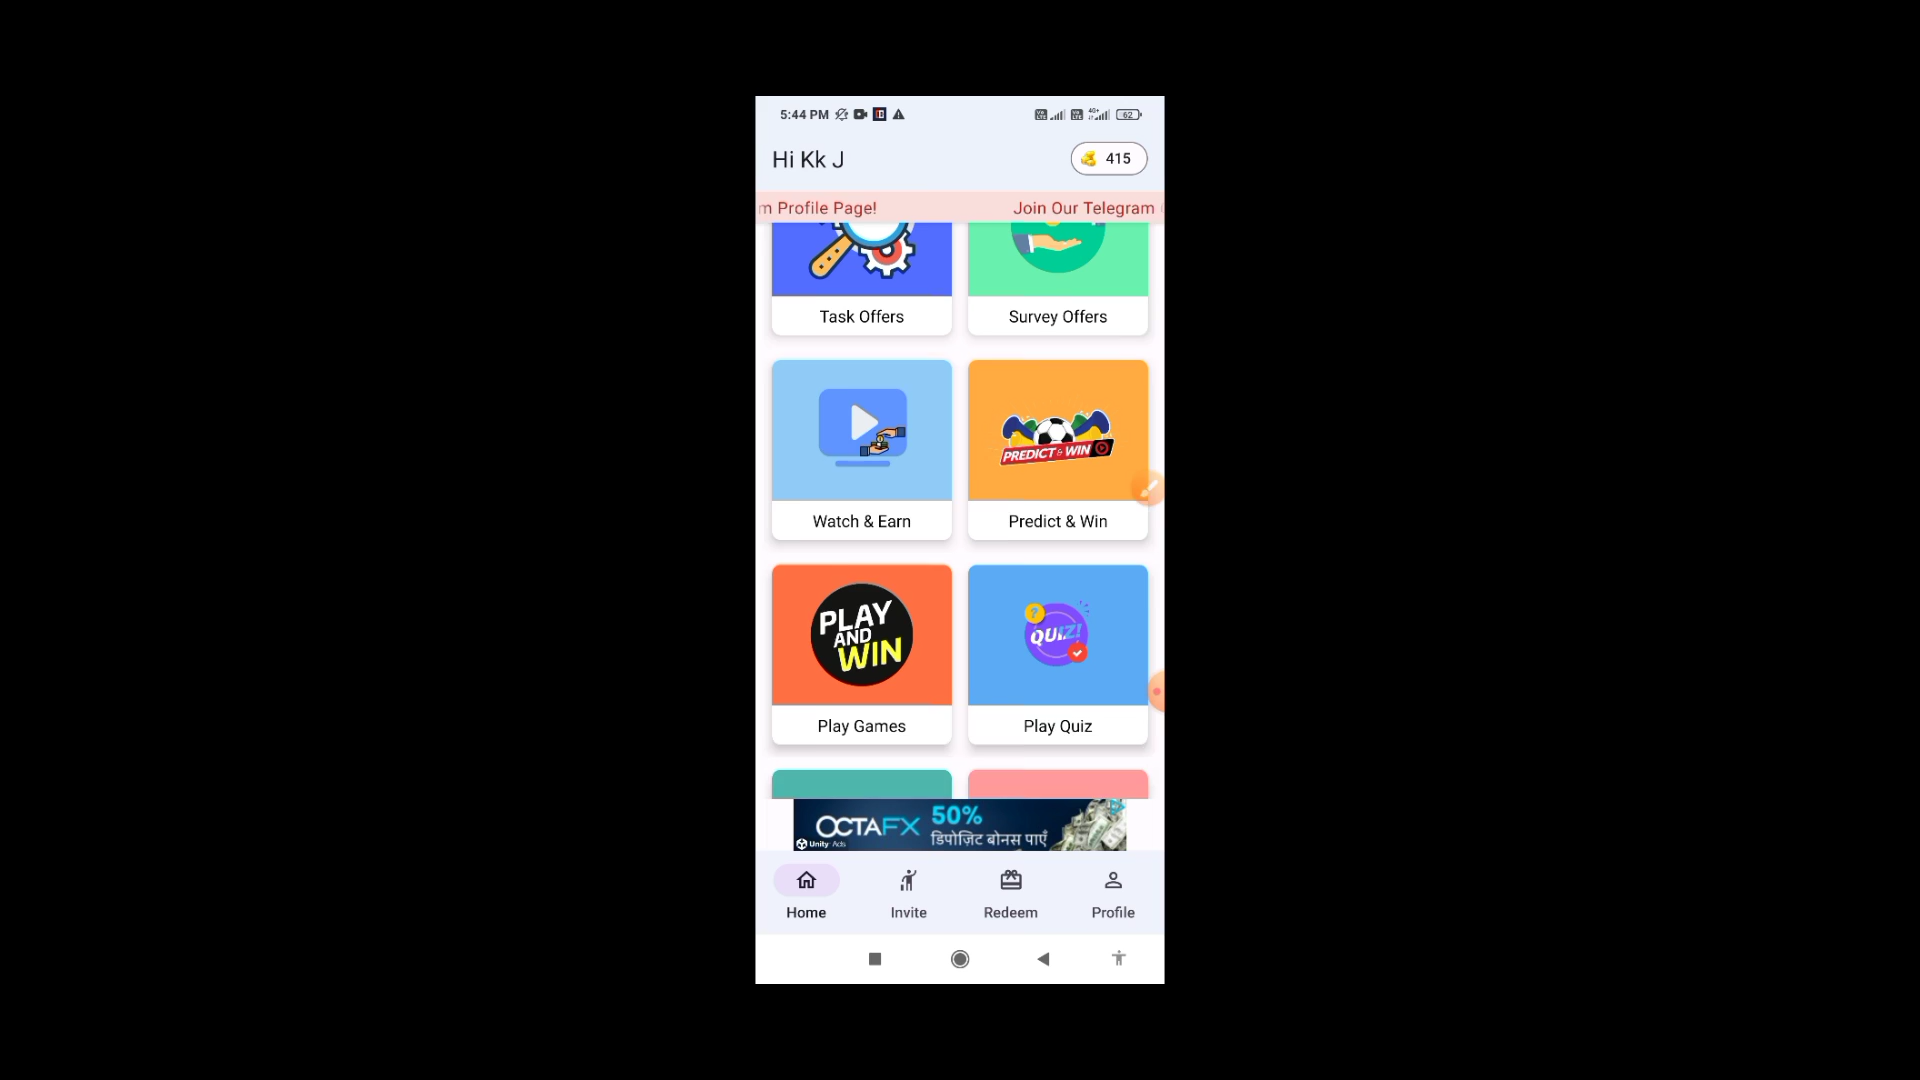 5:44 PM
62
Hi Kk J
415
m Profile Page!
Join Our Telegram
Task Offers
Survey Offers
PREDICT & WIN
Watch & Earn
Predict & Win
PLAY
AND
WIN
?
QUIZ!
Play Games
Play Quiz
OCTAFX
50%
डिपोज़िट बोनस पाएँ
Unity Ads
Home
Invite
Redeem
Profile